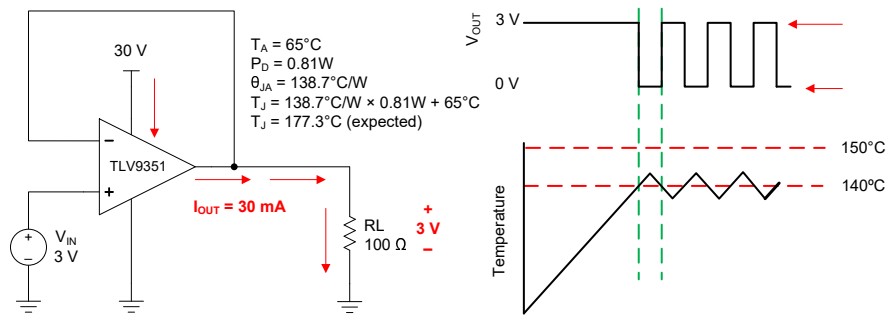 30 V
T_A = 65°C
P_D = 0.81W
θ_JA = 138.7°C/W
T_J = 138.7°C/W × 0.81W + 65°C
T_J = 177.3°C (expected)
−
TLV9351
+
I_OUT = 30 mA
+
−
V_IN
3 V
RL
100 Ω
+
3 V
−
V_OUT
3 V
0 V
150°C
140ºC
Temperature